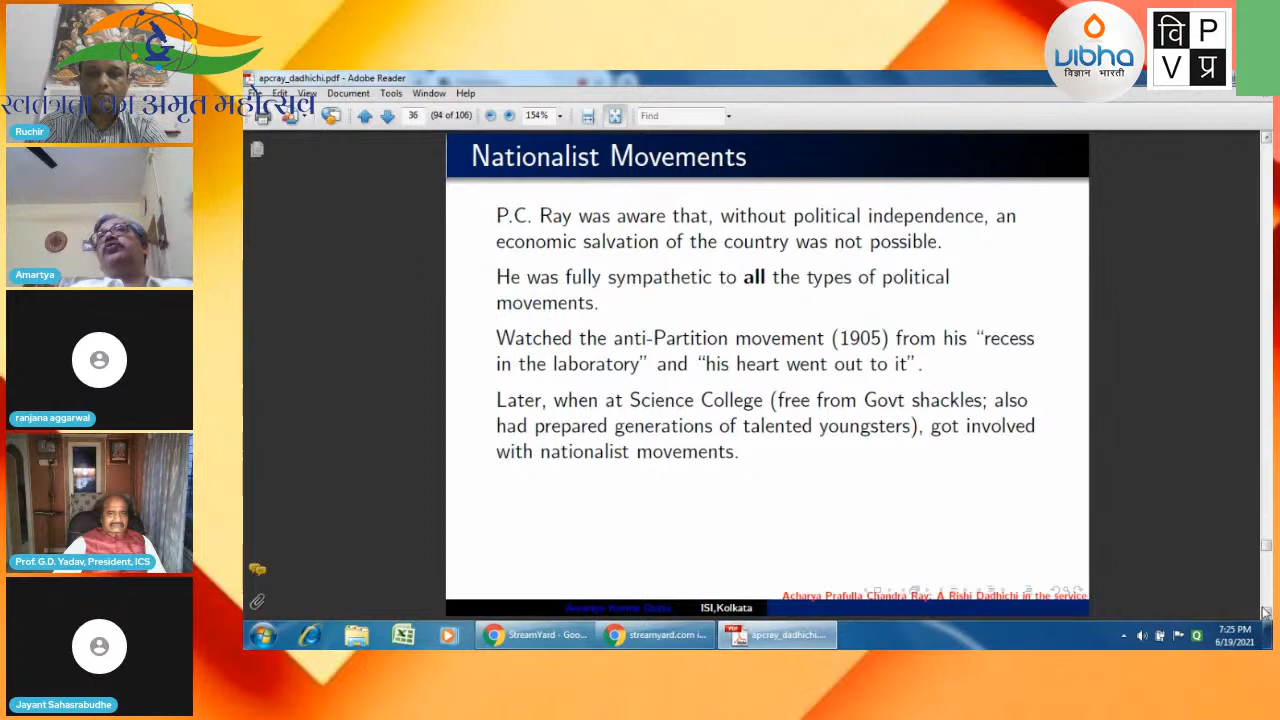 स्वतंत्रता का अमृत महोत्सव
vibha
विज्ञान भारती
वि P
V प्र
Ruchir
Amartya
ranjana aggarwal
Prof. G.D. Yadav, President, ICS
Jayant Sahasrabudhe
apcray_dadhichi.pdf - Adobe Reader
Edit View Document Tools Window Help
36 (94 of 106) 154% Find
Nationalist Movements
P.C. Ray was aware that, without political independence, an
economic salvation of the country was not possible.
He was fully sympathetic to all the types of political
movements.
Watched the anti-Partition movement (1905) from his “recess
in the laboratory” and “his heart went out to it”.
Later, when at Science College (free from Govt shackles; also
had prepared generations of talented youngsters), got involved
with nationalist movements.
Acharya Prafulla Chandra Ray: A Rishi Dadhichi in the service
Amartya Kumar Dutta ISI,Kolkata
StreamYard - Goo... streamyard.com i... apcray_dadhichi....
7:25 PM
6/19/2021